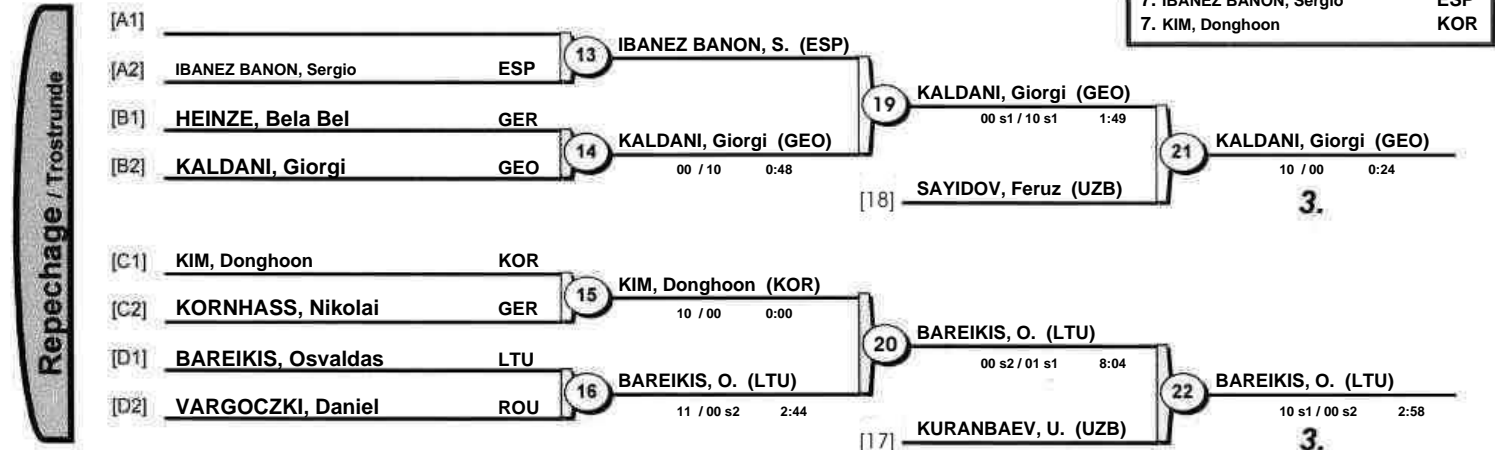 7. IBANEZ BANON, Sergio ESP
7. KIM, Donghoon KOR
Repechage / Trostrunde
[A1]
[A2] IBANEZ BANON, Sergio ESP
13 IBANEZ BANON, S. (ESP)
[B1] HEINZE, Bela Bel GER
[B2] KALDANI, Giorgi GEO
14 KALDANI, Giorgi (GEO)
00 / 10 0:48
19 KALDANI, Giorgi (GEO)
00 s1 / 10 s1 1:49
[18] SAYIDOV, Feruz (UZB)
21 KALDANI, Giorgi (GEO)
10 / 00 0:24
3.
[C1] KIM, Donghoon KOR
[C2] KORNHASS, Nikolai GER
15 KIM, Donghoon (KOR)
10 / 00 0:00
[D1] BAREIKIS, Osvaldas LTU
[D2] VARGOCZKI, Daniel ROU
16 BAREIKIS, O. (LTU)
11 / 00 s2 2:44
20 BAREIKIS, O. (LTU)
00 s2 / 01 s1 8:04
[17] KURANBAEV, U. (UZB)
22 BAREIKIS, O. (LTU)
10 s1 / 00 s2 2:58
3.